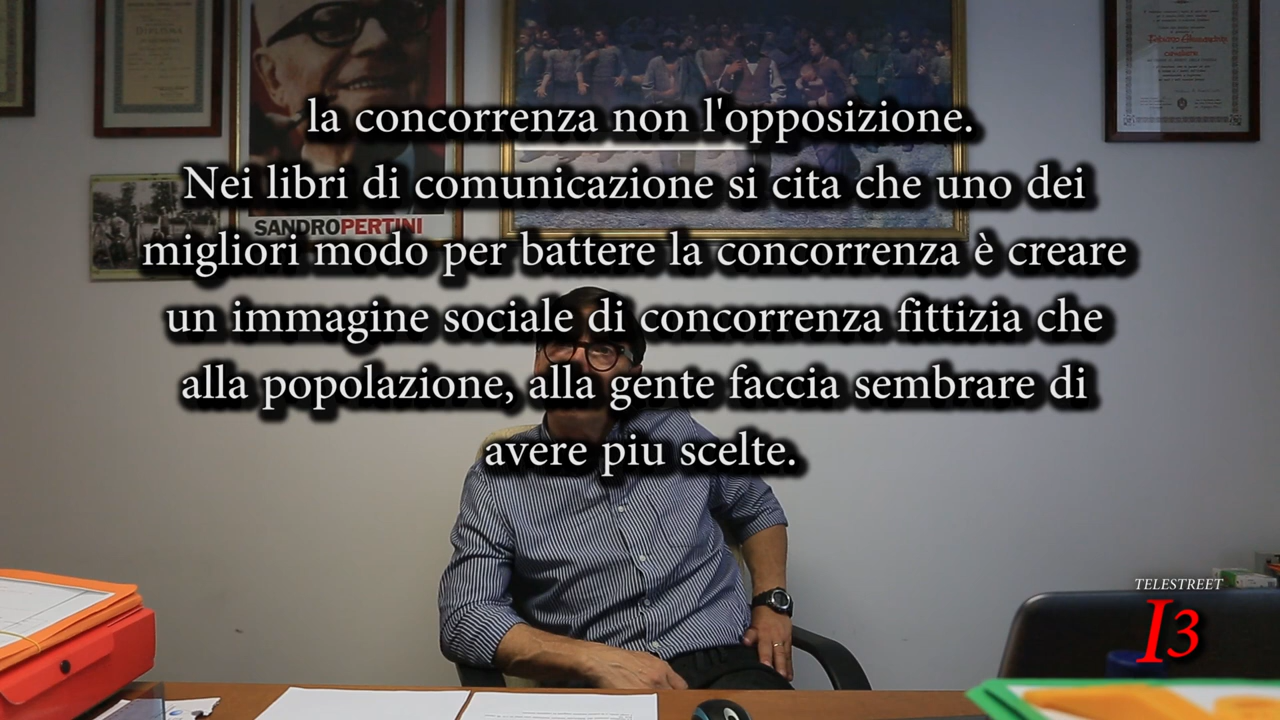 DIPLOMA
la concorrenza non l'opposizione.
Nei libri di comunicazione si cita che uno dei
SANDROPERTINI
migliori modo per battere la concorrenza è creare
un immagine sociale di concorrenza fittizia che
alla popolazione, alla gente faccia sembrare di
avere piu scelte.
TELESTREET
I3